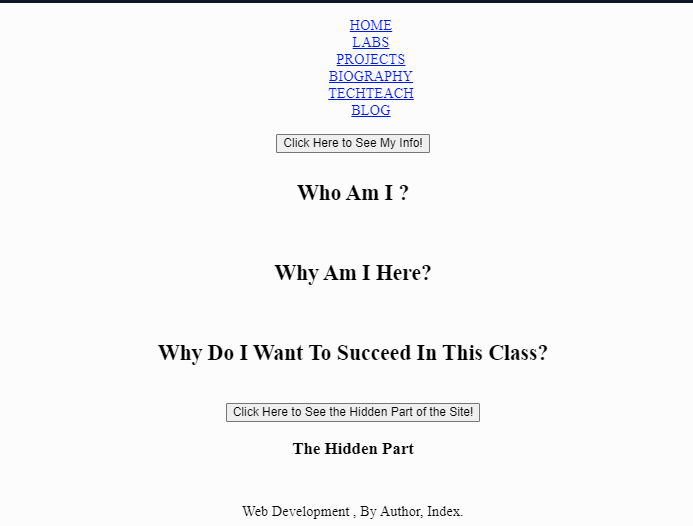 HOME
LABS
PROJECTS
BIOGRAPHY
TECHTEACH
BLOG
Click Here to See My Info!
Who Am I ?
Why Am I Here?
Why Do I Want To Succeed In This Class?
Click Here to See the Hidden Part of the Site!
The Hidden Part
Web Development , By Author, Index.